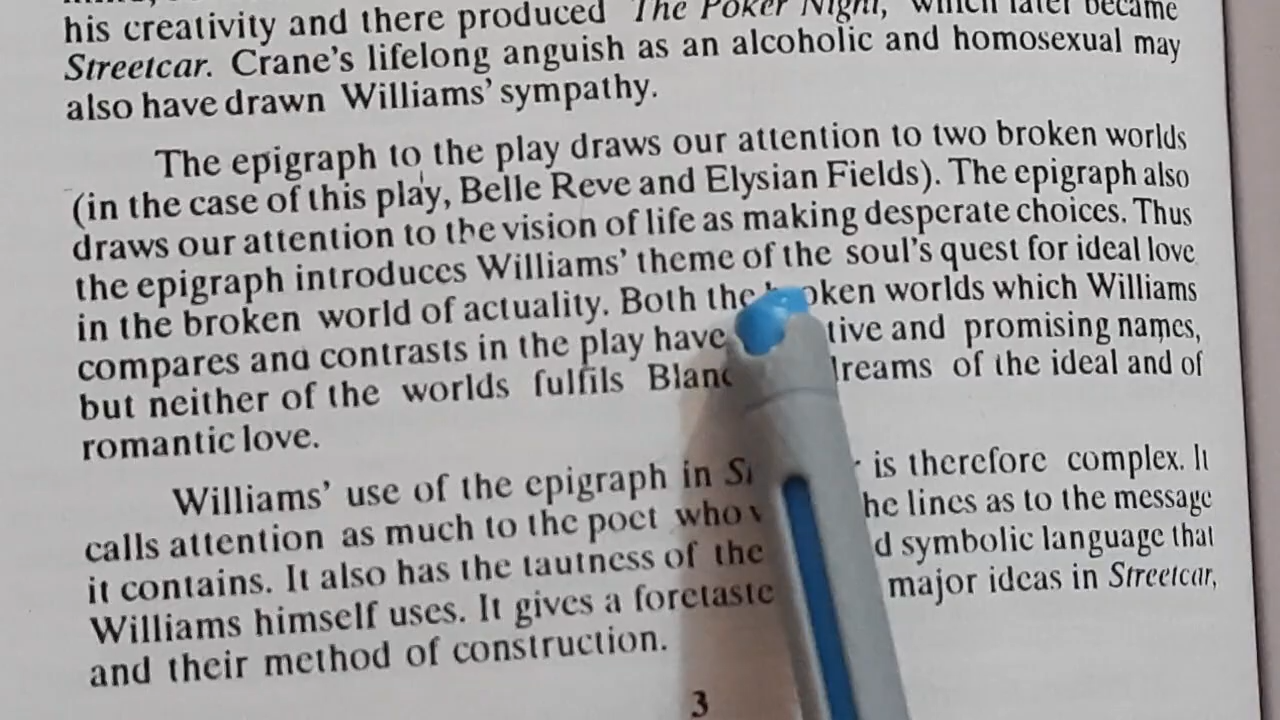 his creativity and there produced The Poker Night, which later became
Streetcar. Crane's lifelong anguish as an alcoholic and homosexual may
also have drawn Williams' sympathy.
The epigraph to the play draws our attention to two broken worlds
(in the case of this play, Belle Reve and Elysian Fields). The epigraph also
draws our attention to the vision of life as making desperate choices. Thus
the epigraph introduces Williams' theme of the soul's quest for ideal love
in the broken world of actuality. Both the broken worlds which Williams
compares and contrasts in the play have tive and promising names,
but neither of the worlds fulfils Blanc dreams of the ideal and of
romantic love.
Williams' use of the epigraph in St r is therefore complex. It
calls attention as much to the poet who he lines as to the message
it contains. It also has the tautness of the d symbolic language that
Williams himself uses. It gives a foretaste major ideas in Streetcar,
and their method of construction.
3